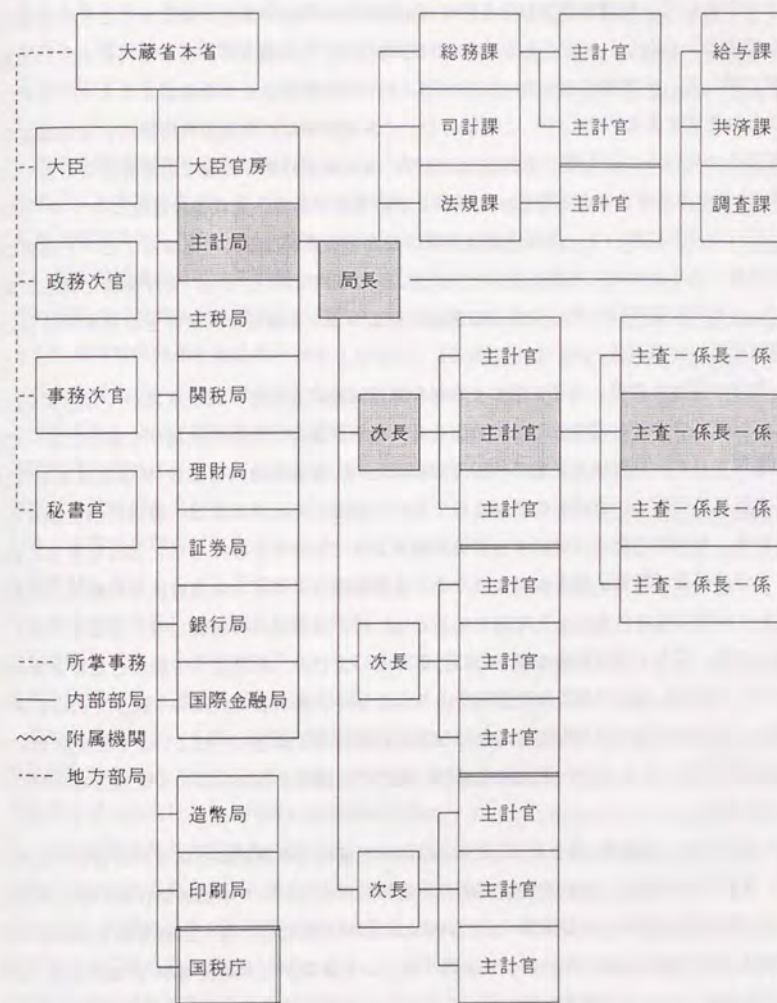 大蔵省本省 総務課 主計官 給与課
司計課 主計官 共済課
大臣 大臣官房
法規課 主計官 調査課
主計局
政務次官 局長
主税局
主計官 主査 係長 係
事務次官 関税局
次長 主計官 主査 係長 係
理財局
秘書官 主計官 主査 係長 係
証券局
主計官 主査 係長 係
銀行局
所掌事務 次長 主計官
内部部局 国際金融局
附属機関 主計官
地方部局
造幣局 主計官
印刷局 次長 主計官
国税庁 主計官